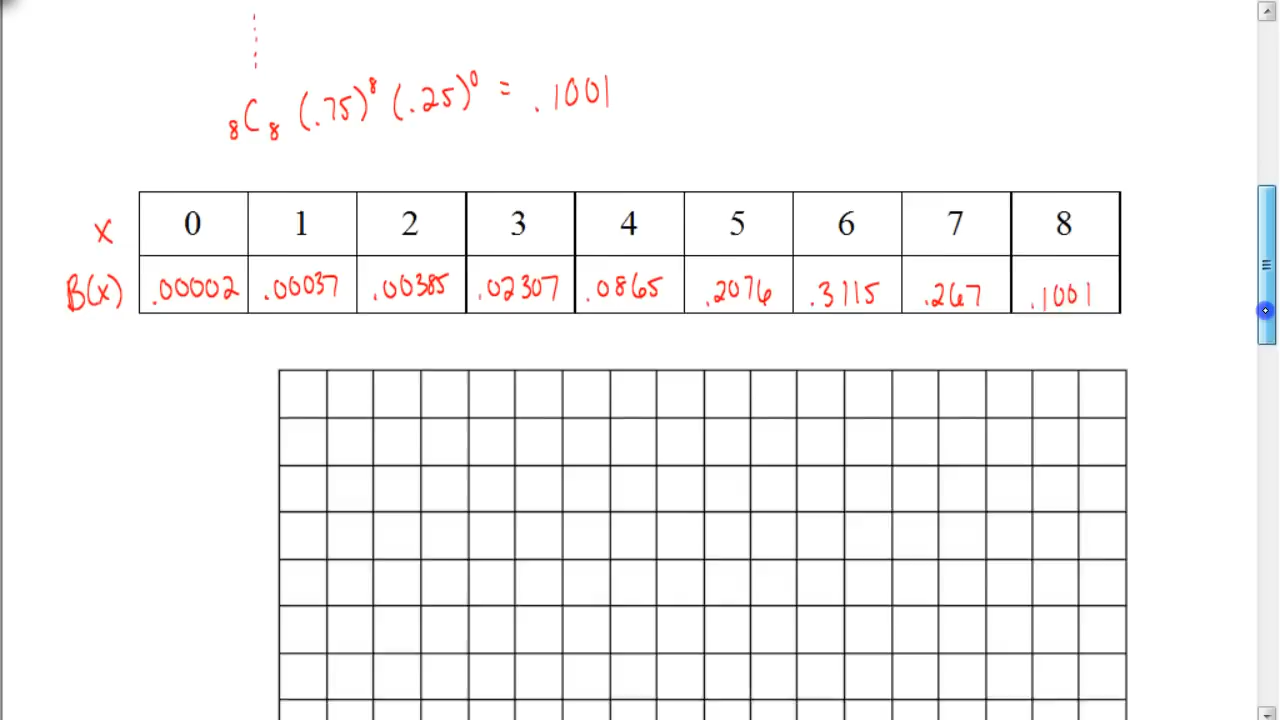 ₈C₈ (.75)⁸ (.25)⁰ = .1001
x 0 1 2 3 4 5 6 7 8
B(x) .00002 .00037 .00385 .02307 .0865 .2076 .3115 .267 .1001